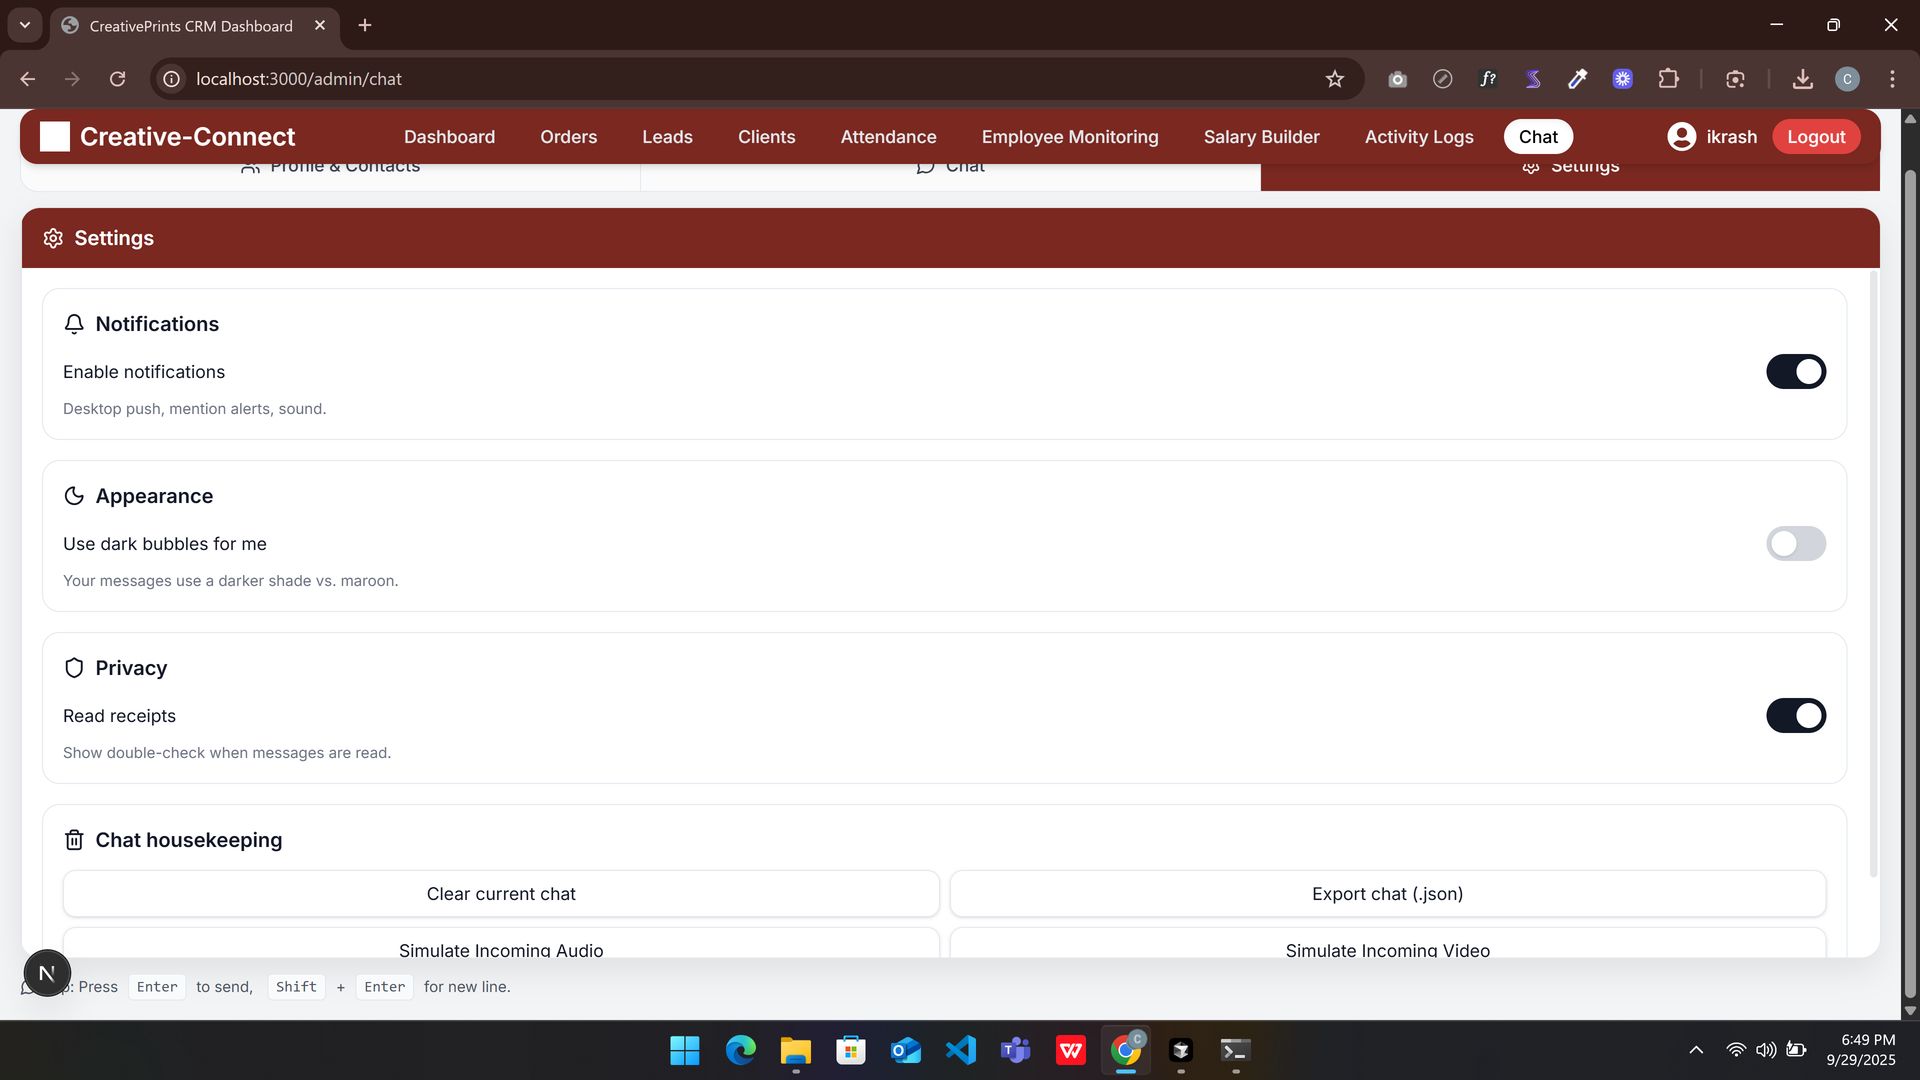 CreativePrints CRM Dashboard
localhost:3000/admin/chat
C
Creative-Connect
Dashboard
Orders
Leads
Clients
Attendance
Employee Monitoring
Salary Builder
Activity Logs
Chat
ikrash
Logout
Profile & Contacts
Chat
Settings
Settings
Notifications
Enable notifications
Desktop push, mention alerts, sound.
Appearance
Use dark bubbles for me
Your messages use a darker shade vs. maroon.
Privacy
Read receipts
Show double-check when messages are read.
Chat housekeeping
Clear current chat
Export chat (.json)
Simulate Incoming Audio
Simulate Incoming Video
N
: Press Enter to send, Shift + Enter for new line.
6:49 PM
9/29/2025